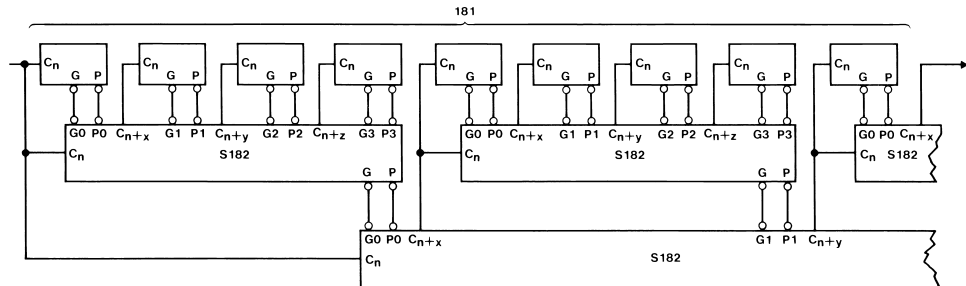 181
Cn Cn Cn Cn Cn Cn Cn Cn Cn
G P G P G P G P G P G P G P G P G P
G0 P0 Cn+x G1 P1 Cn+y G2 P2 Cn+z G3 P3 G0 P0 Cn+x G1 P1 Cn+y G2 P2 Cn+z G3 P3 G0 P0 Cn+x
Cn S182 Cn S182 Cn S182
G P G P
G0 P0 Cn+x G1 P1 Cn+y
Cn S182